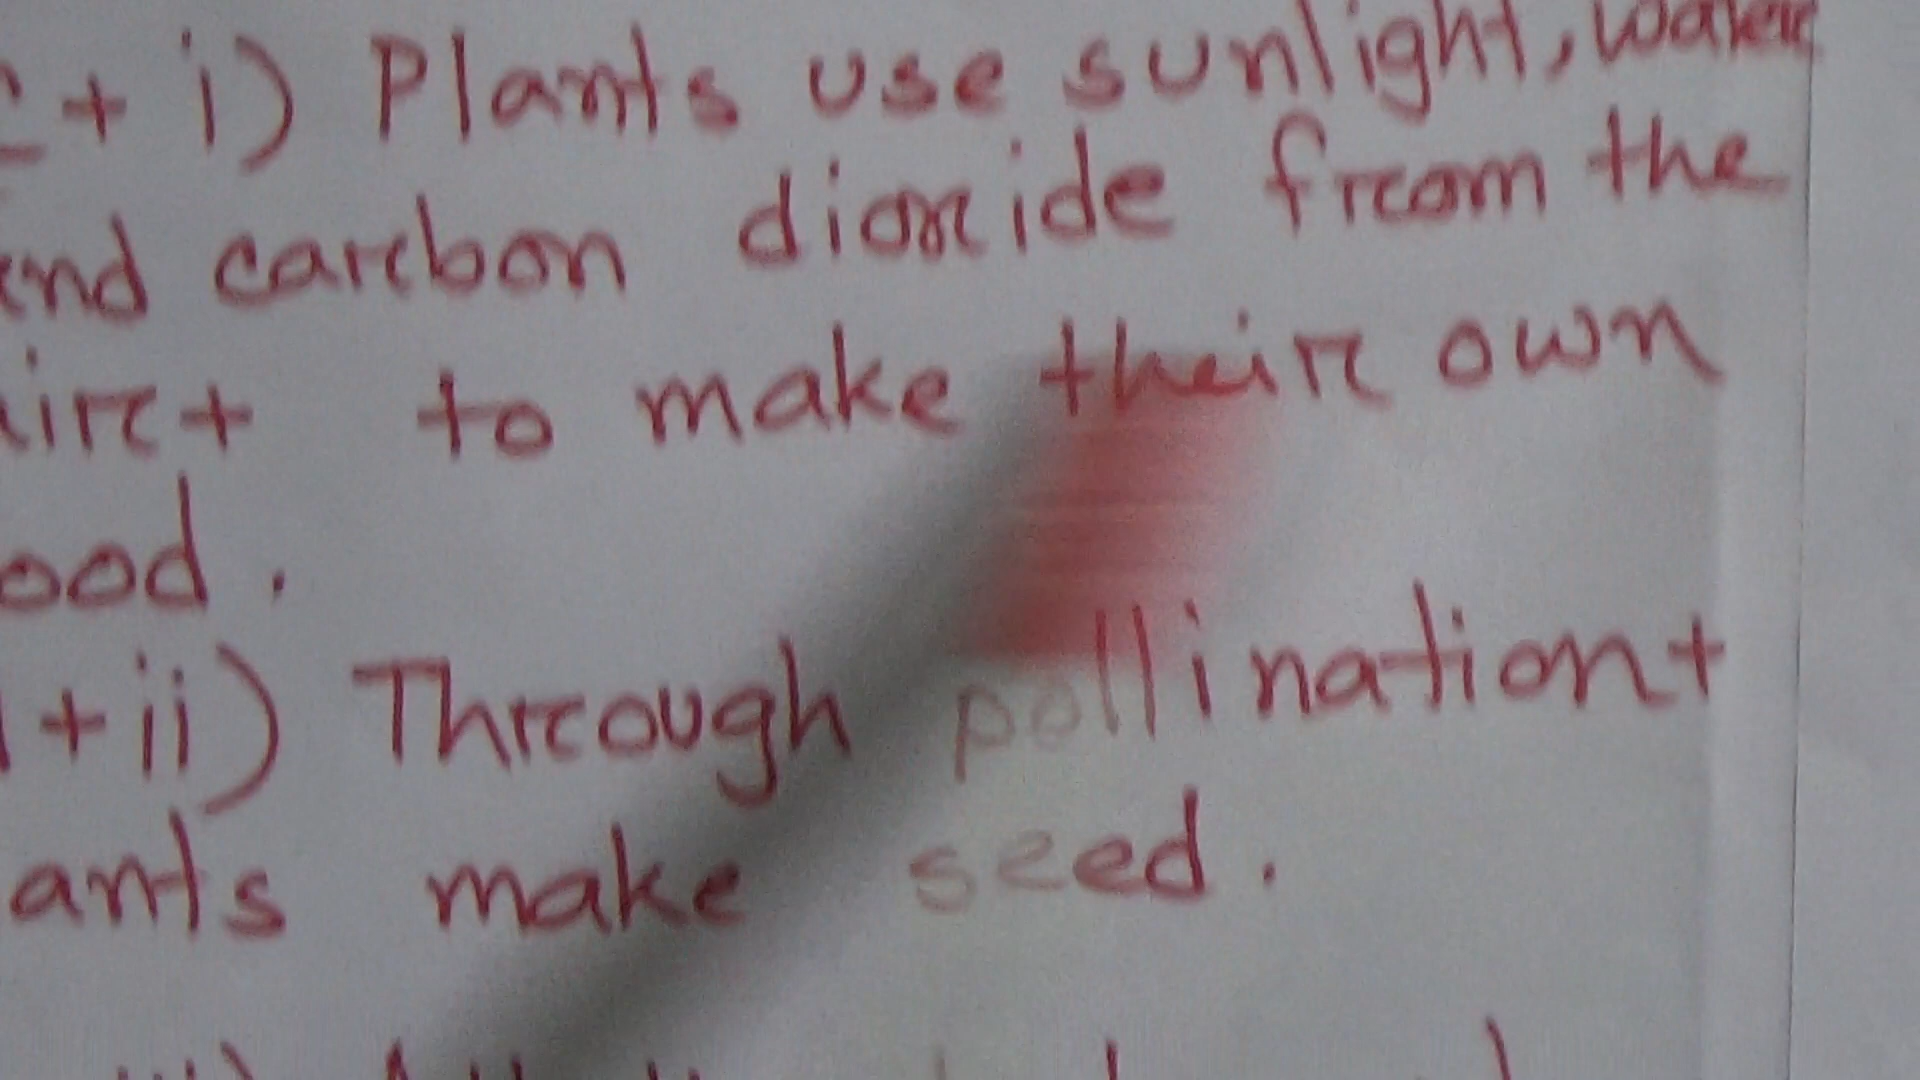 + i) Plants use sunlight, water
and carbon dioxide from the
air + to make their own
ood.
+ ii) Through pollination +
ants make seed.